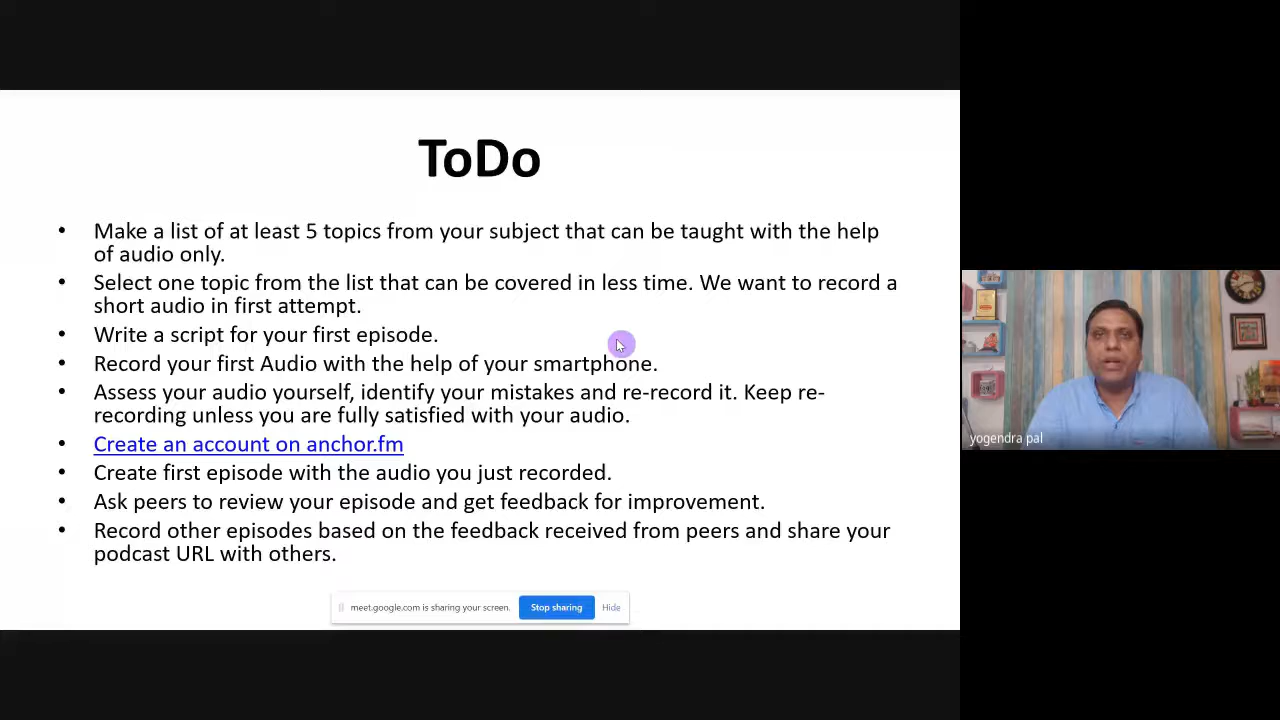 ToDo
• Make a list of at least 5 topics from your subject that can be taught with the help
of audio only.
• Select one topic from the list that can be covered in less time. We want to record a
short audio in first attempt.
• Write a script for your first episode.
• Record your first Audio with the help of your smartphone.
• Assess your audio yourself, identify your mistakes and re-record it. Keep re-
recording unless you are fully satisfied with your audio.
• Create an account on anchor.fm
• Create first episode with the audio you just recorded.
• Ask peers to review your episode and get feedback for improvement.
• Record other episodes based on the feedback received from peers and share your
podcast URL with others.
meet.google.com is sharing your screen. Stop sharing Hide
yogendra pal